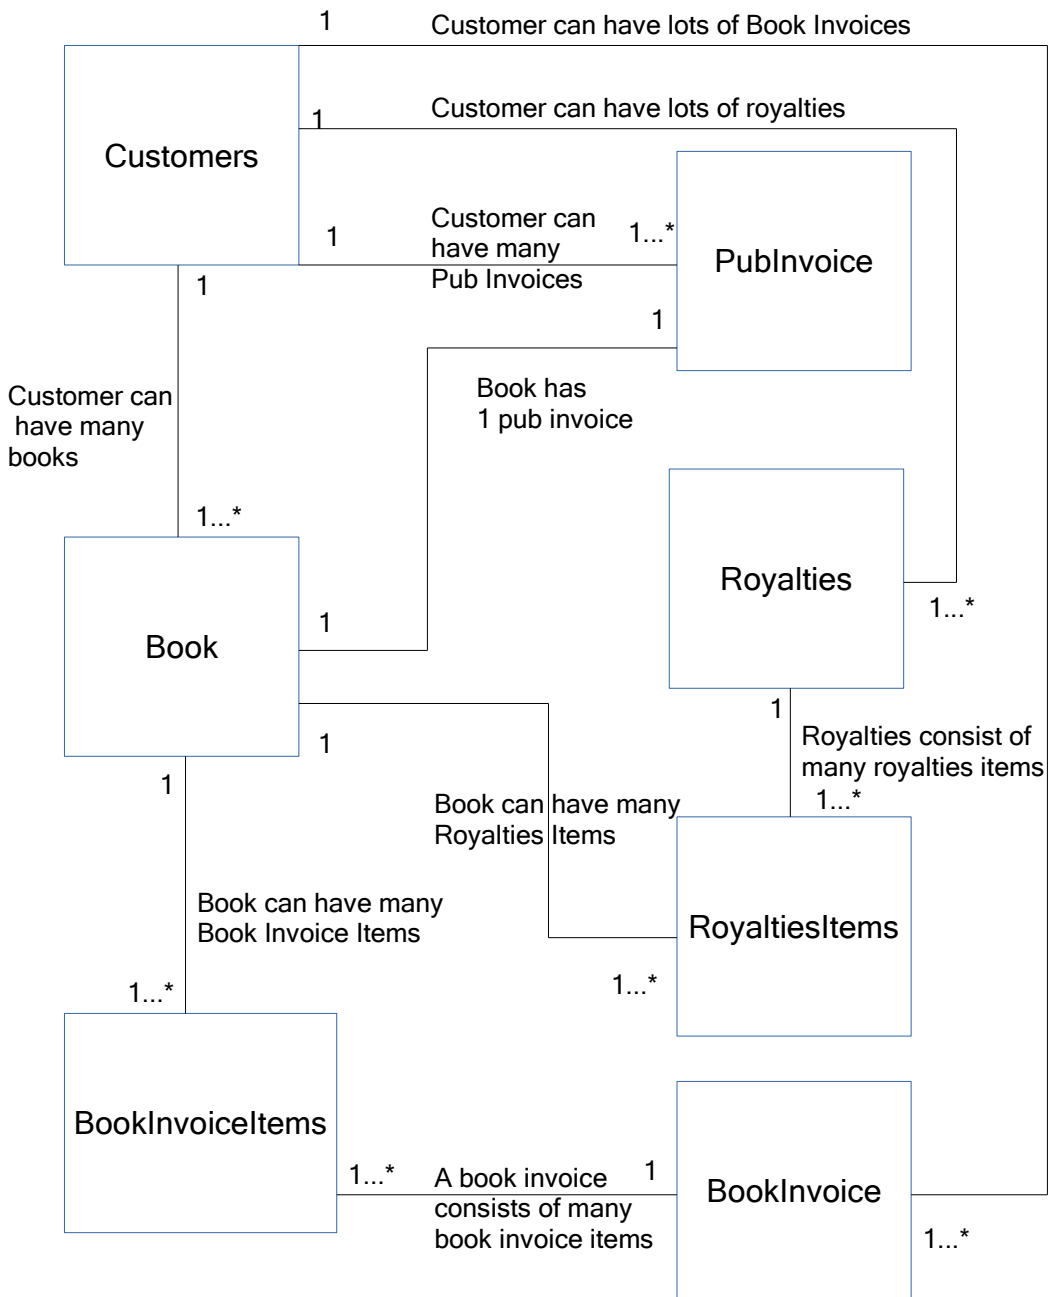 1
Customer can have lots of Book Invoices
Customer can have lots of royalties
1
Customers
Customer can
have many
Pub Invoices
1
1...*
PubInvoice
1
1
Customer can
have many
books
Book has
1 pub invoice
1...*
Royalties
1...*
Book
1
1
1
1
Royalties consist of
many royalties items
1...*
Book can have many
Royalties Items
Book can have many
Book Invoice Items
RoyaltiesItems
1...*
1...*
BookInvoiceItems
1...*
A book invoice
consists of many
book invoice items
1
BookInvoice
1...*